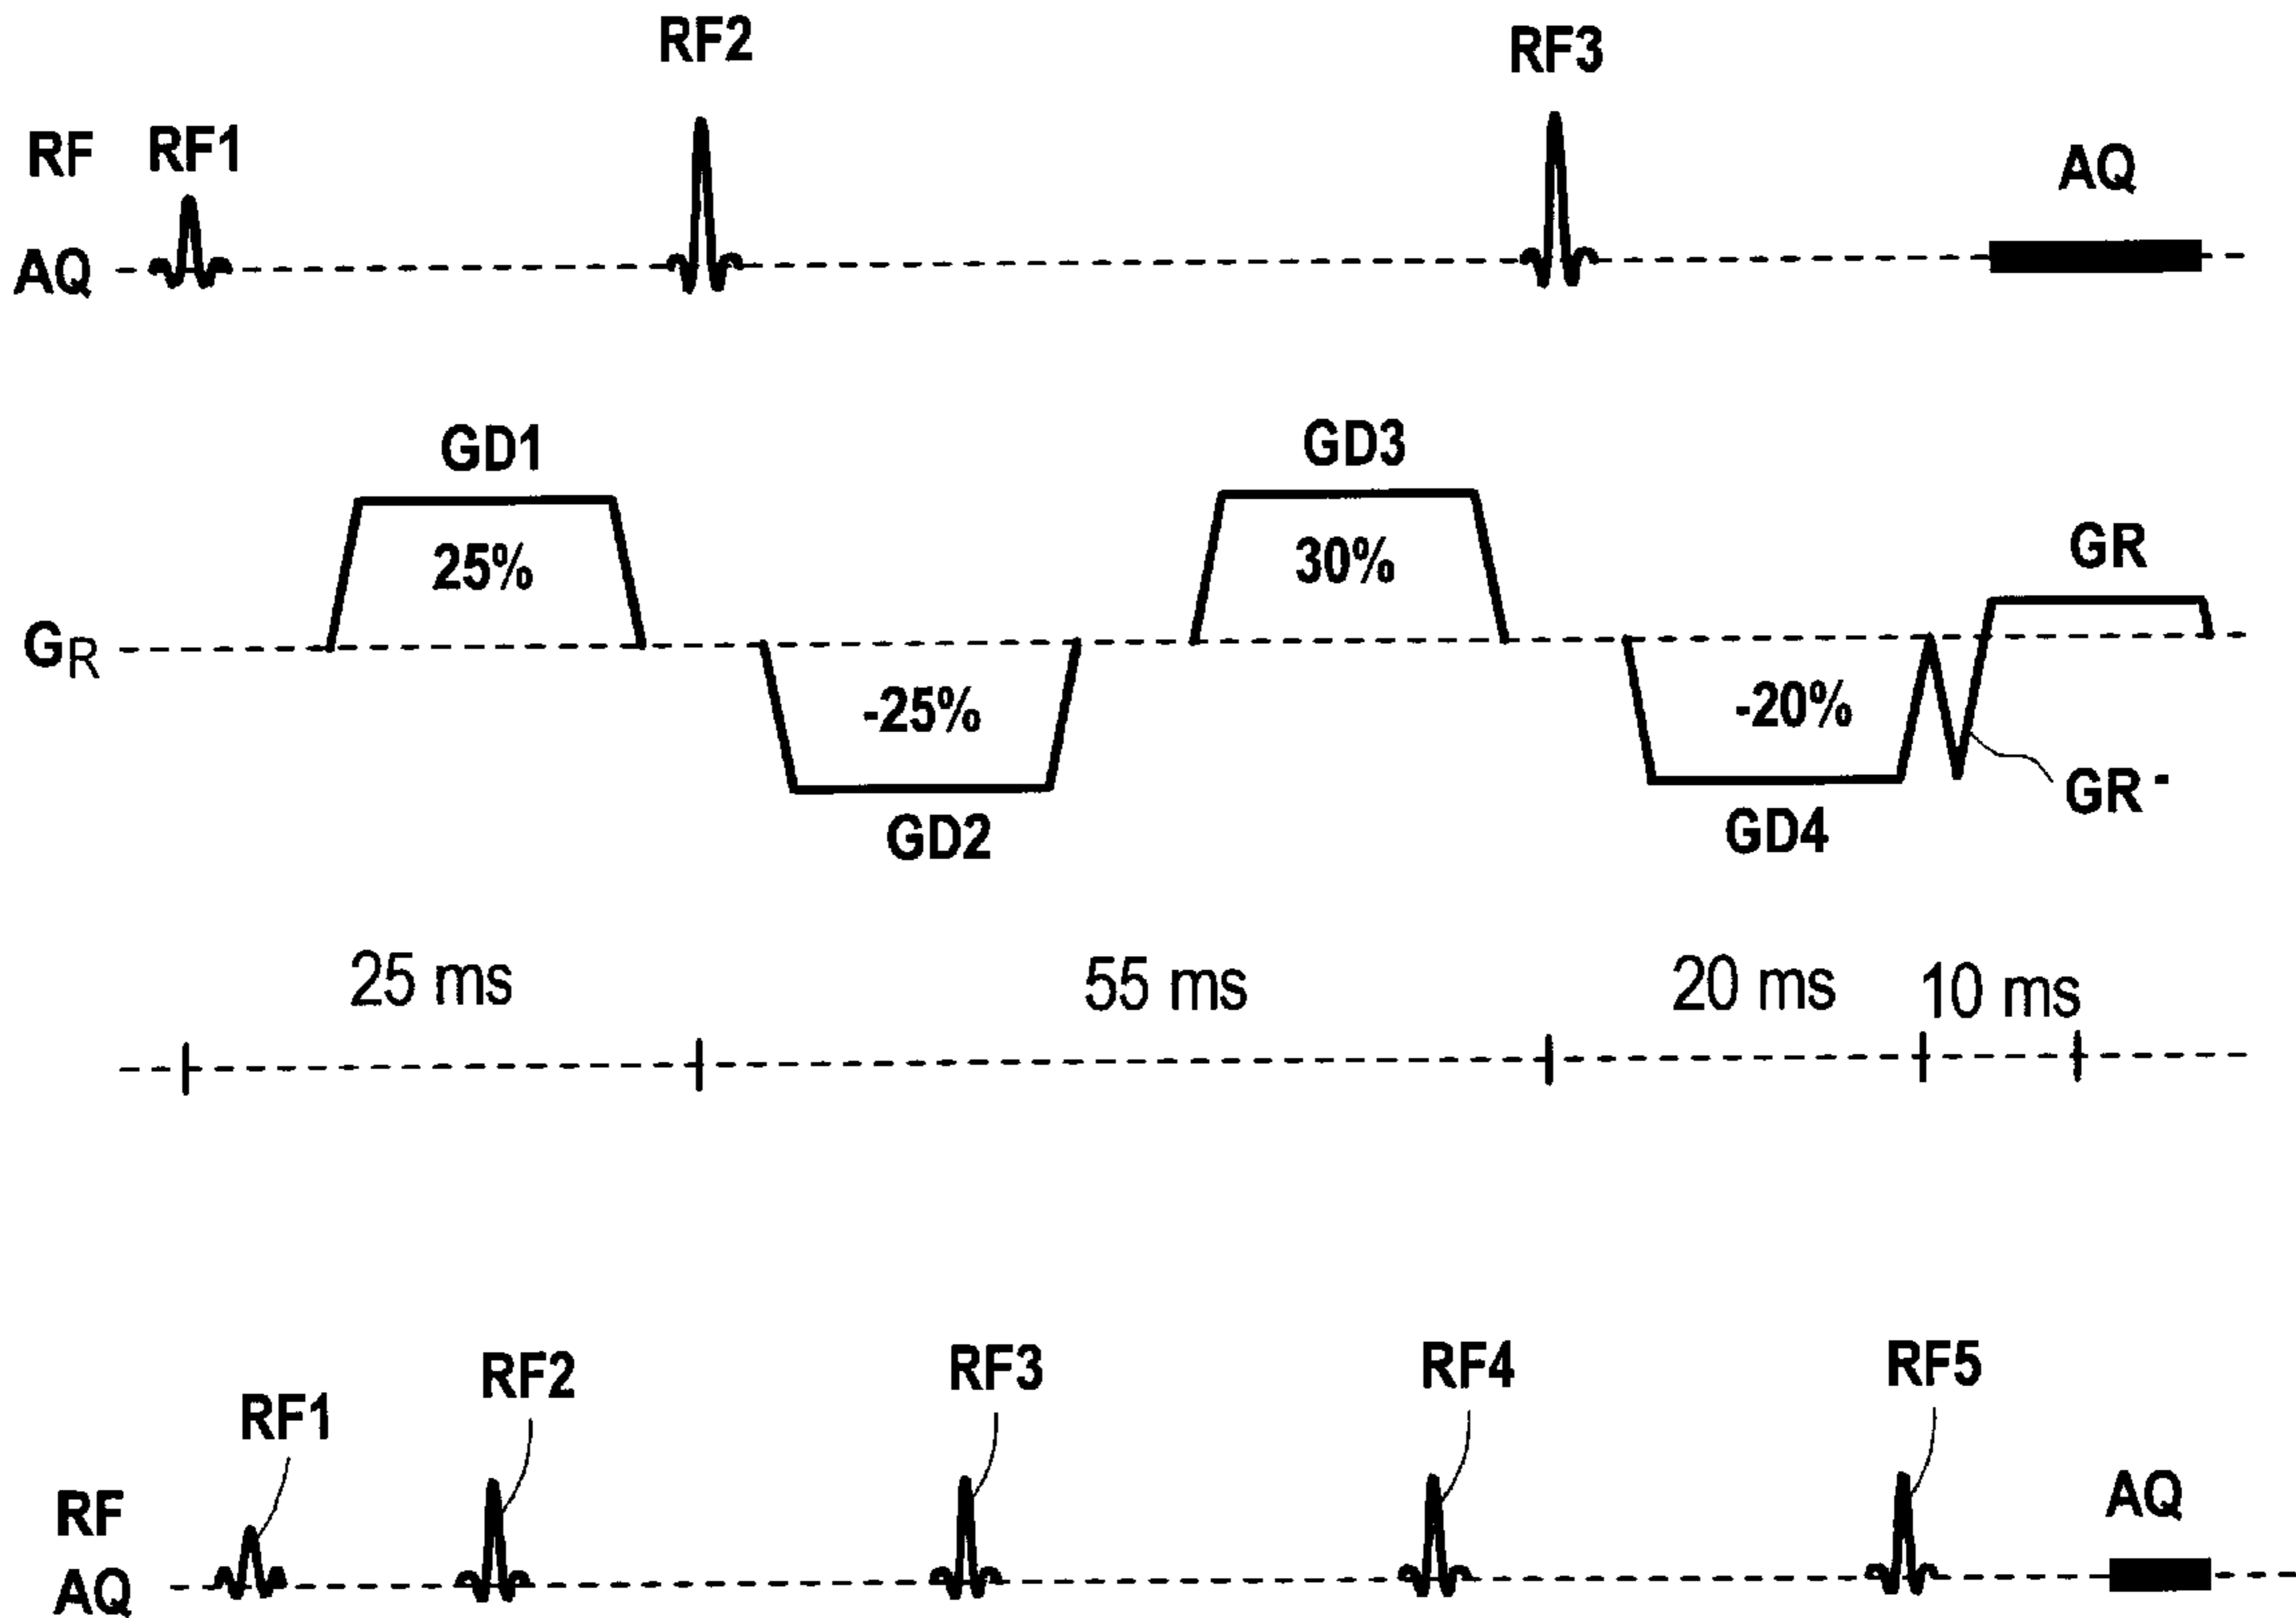 RF2
RF3
RF RF1
AQ
AQ
GD1
GD3
25%
30%
GR
GR
-25%
-20%
GR -
GD2
GD4
25 ms
55 ms
20 ms
10 ms
RF1
RF2
RF3
RF4
RF5
RF
AQ
AQ